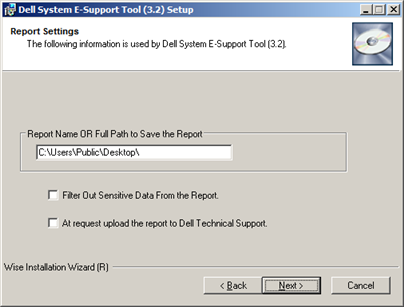 Dell System E-Support Tool (3.2) Setup
Report Settings
The following information is used by Dell System E-Support Tool (3.2).
Report Name OR Full Path to Save the Report
C:\Users\Public\Desktop\
Filter Out Sensitive Data From the Report.
At request upload the report to Dell Technical Support.
Wise Installation Wizard (R)
< Back Next > Cancel